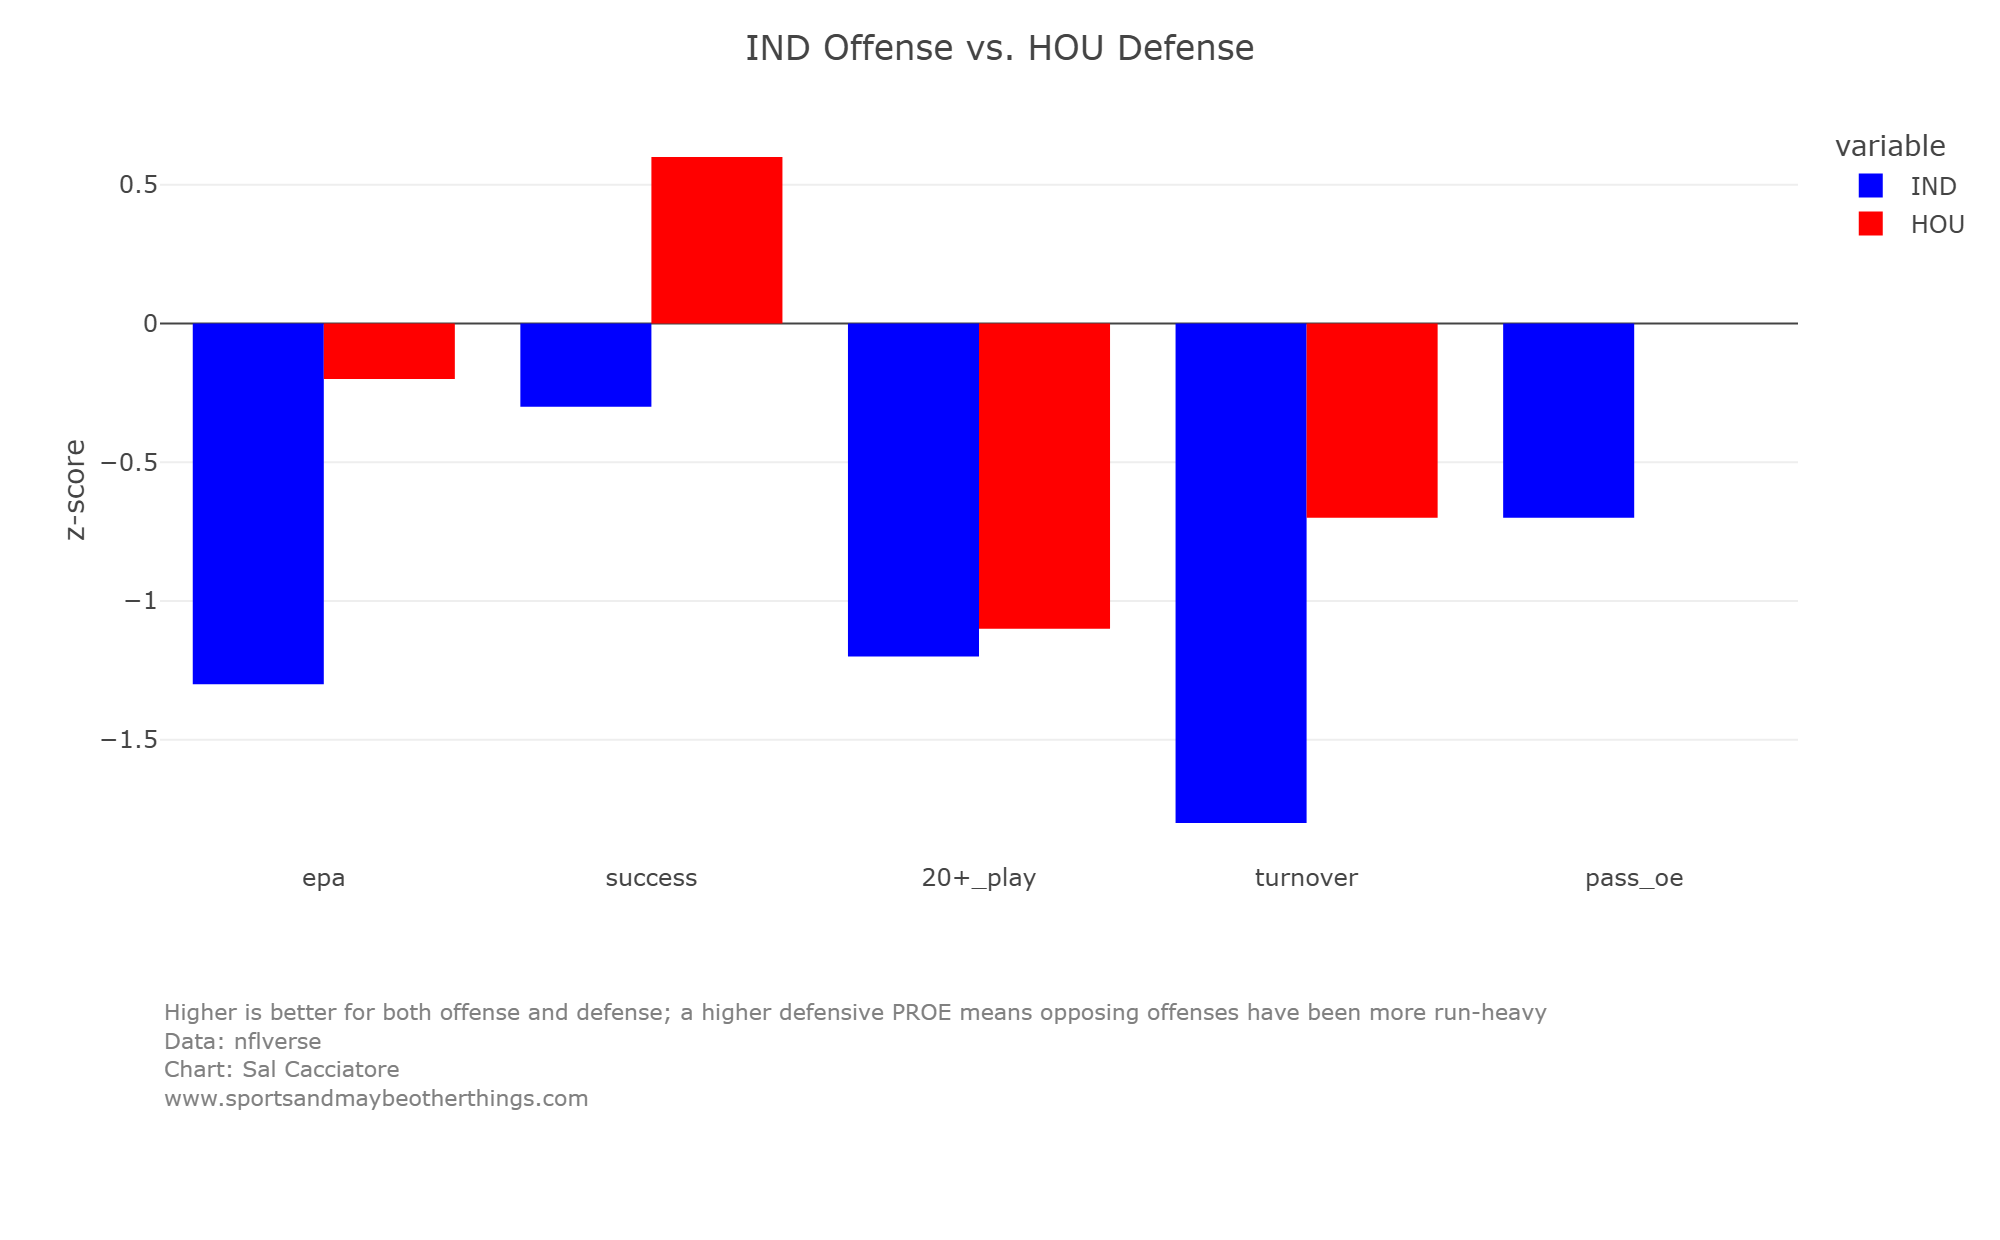 IND Offense vs. HOU Defense
variable
IND
HOU
0.5
0
−0.5
−1
−1.5
z-score
epa
success
20+_play
turnover
pass_oe
Higher is better for both offense and defense; a higher defensive PROE means opposing offenses have been more run-heavy
Data: nflverse
Chart: Sal Cacciatore
www.sportsandmaybeotherthings.com